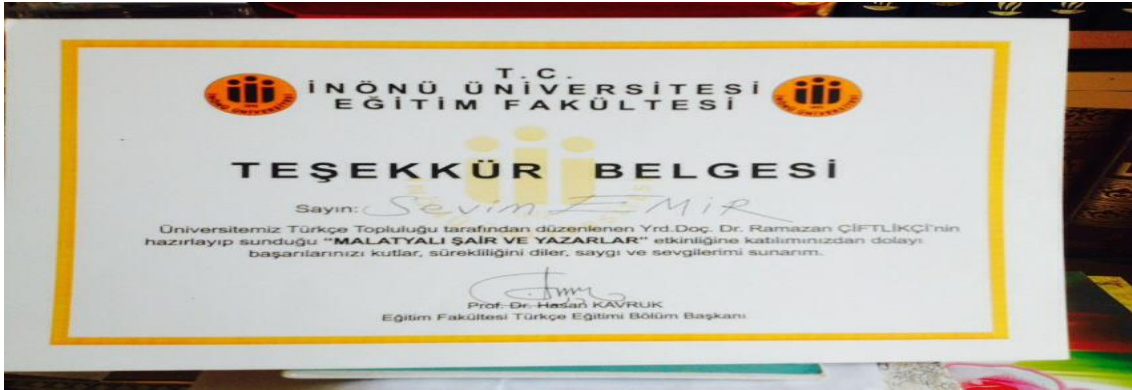 T.C.
İNÖNÜ ÜNİVERSİTESİ
EĞİTİM FAKÜLTESİ
TEŞEKKÜR BELGESİ
Sayın: Sevim EMİR
Üniversitemiz Türkçe Topluluğu tarafından düzenlenen Yrd.Doç. Dr. Ramazan ÇİFTLİKÇİ'nin
hazırlayıp sunduğu "MALATYALI ŞAİR VE YAZARLAR" etkinliğine katılımınızdan dolayı
başarılarınızı kutlar, sürekliliğini diler, saygı ve sevgilerimi sunarım.
Prof. Dr. Hasan KAVRUK
Eğitim Fakültesi Türkçe Eğitimi Bölüm Başkanı